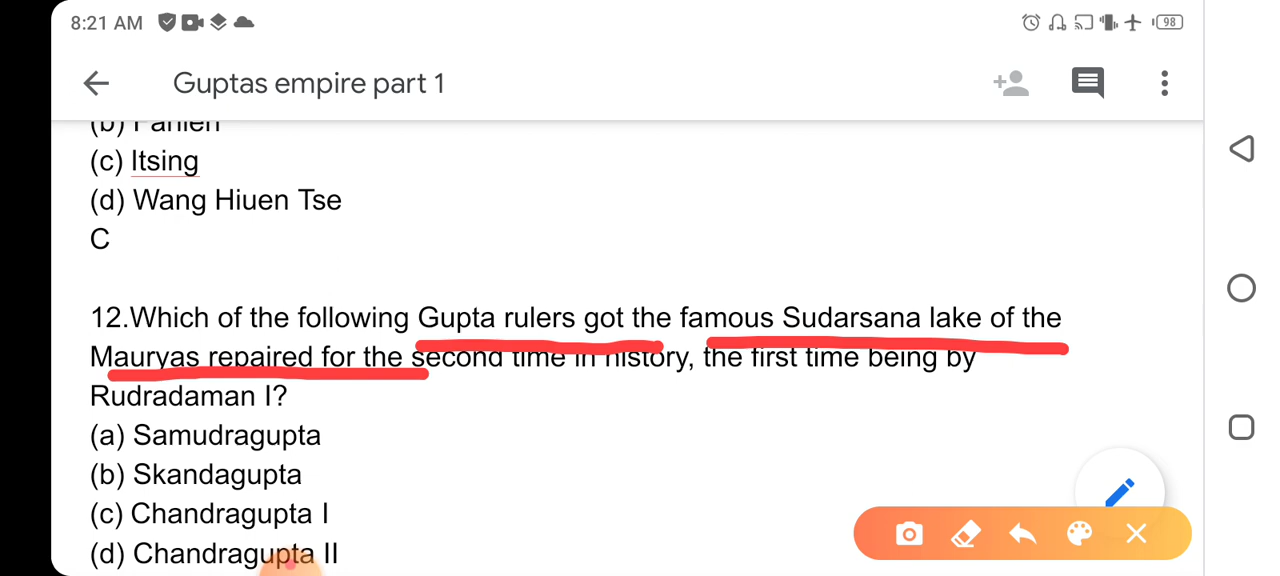 8:21 AM
98
Guptas empire part 1
(b) Fahien
(c) Itsing
(d) Wang Hiuen Tse
C
12.Which of the following Gupta rulers got the famous Sudarsana lake of the
Mauryas repaired for the second time in history, the first time being by
Rudradaman I?
(a) Samudragupta
(b) Skandagupta
(c) Chandragupta I
(d) Chandragupta II